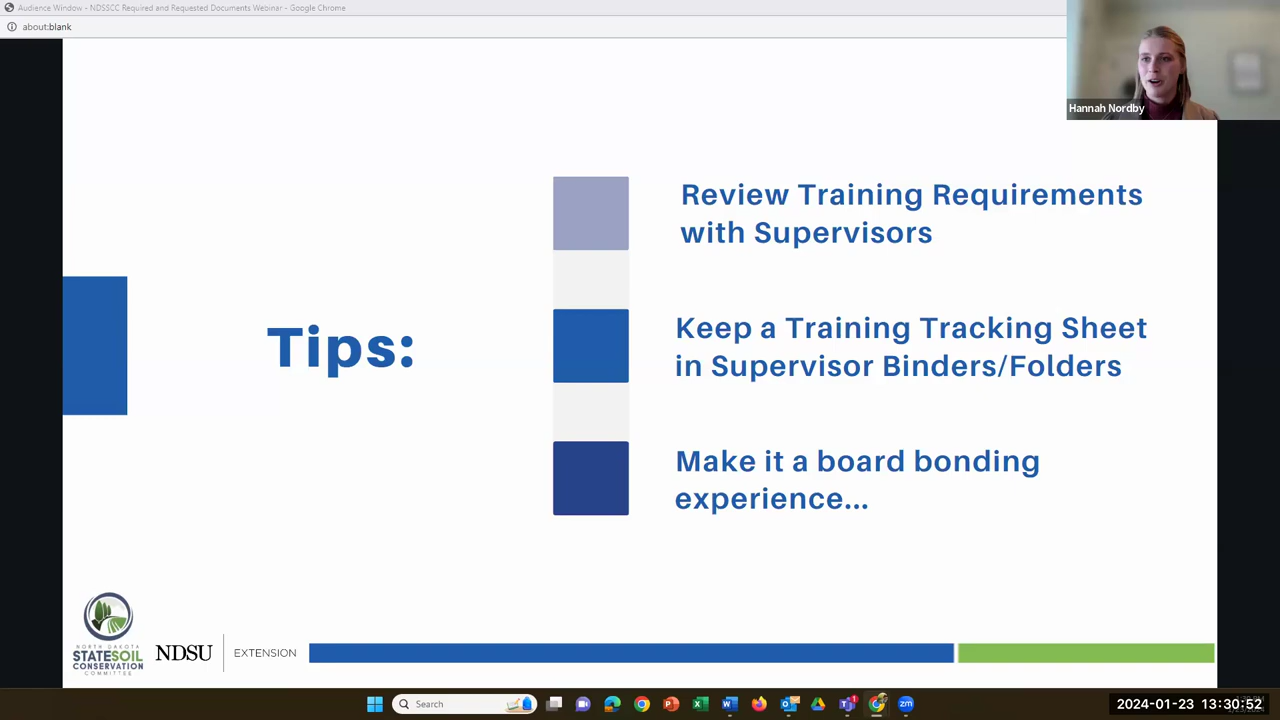 Audience Window - NDSSCC Required and Requested Documents Webinar - Google Chrome
about:blank
Hannah Nordby
Review Training Requirements
with Supervisors
Tips:
Keep a Training Tracking Sheet
in Supervisor Binders/Folders
Make it a board bonding
experience...
NORTH DAKOTA
STATESOIL
CONSERVATION
COMMITTEE
NDSU
EXTENSION
Search
2024-01-23 13:30:52